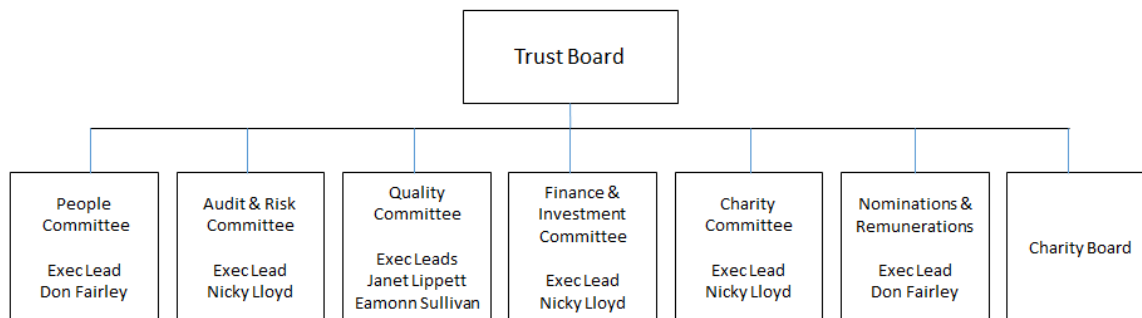 Trust Board
People
Committee
Exec Lead
Don Fairley
Audit & Risk
Committee
Exec Lead
Nicky Lloyd
Quality
Committee
Exec Leads
Janet Lippett
Eamonn Sullivan
Finance &
Investment
Committee
Exec Lead
Nicky Lloyd
Charity
Committee
Exec Lead
Nicky Lloyd
Nominations &
Remunerations
Exec Lead
Don Fairley
Charity Board